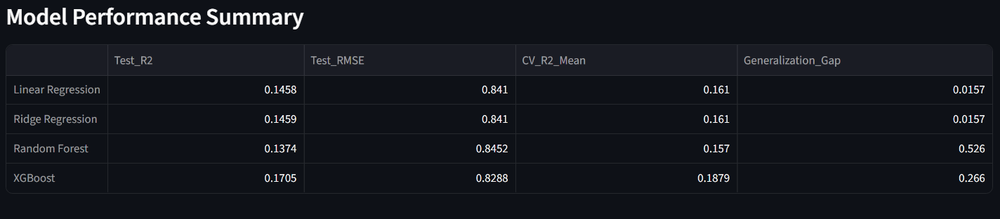 Model Performance Summary
Test_R2 Test_RMSE CV_R2_Mean Generalization_Gap
Linear Regression 0.1458 0.841 0.161 0.0157
Ridge Regression 0.1459 0.841 0.161 0.0157
Random Forest 0.1374 0.8452 0.157 0.526
XGBoost 0.1705 0.8288 0.1879 0.266